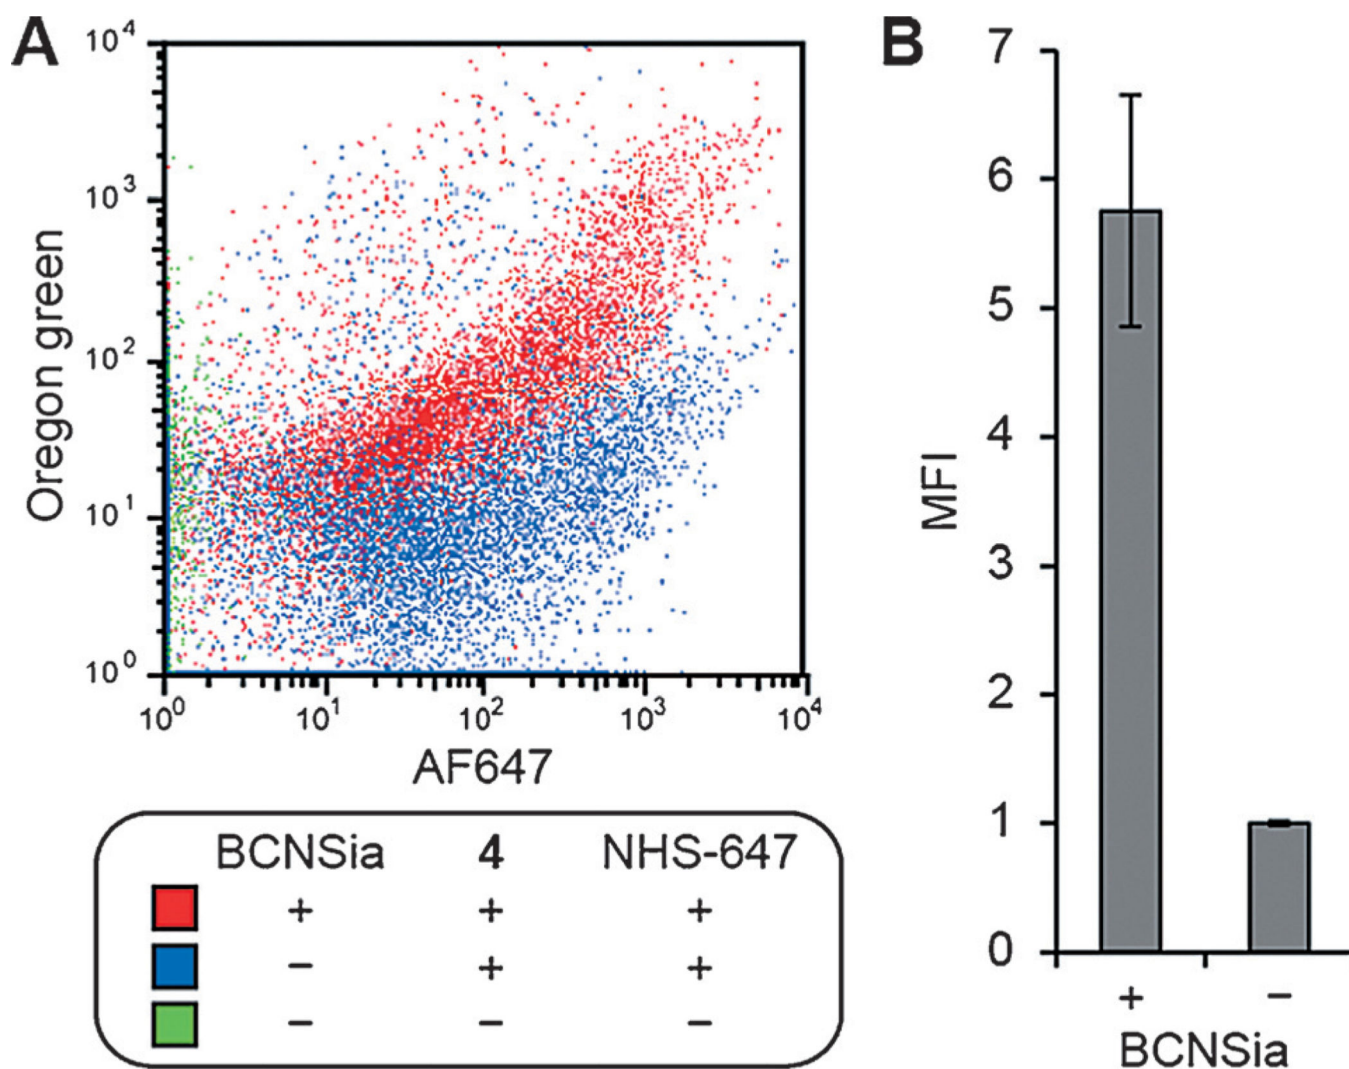 A
Oregon green
10^4
10^3
10^2
10^1
10^0
10^0 10^1 10^2 10^3 10^4
AF647
BCNSia 4 NHS-647
+ + +
− + +
− − −
B
MFI
7
6
5
4
3
2
1
0
+ −
BCNSia